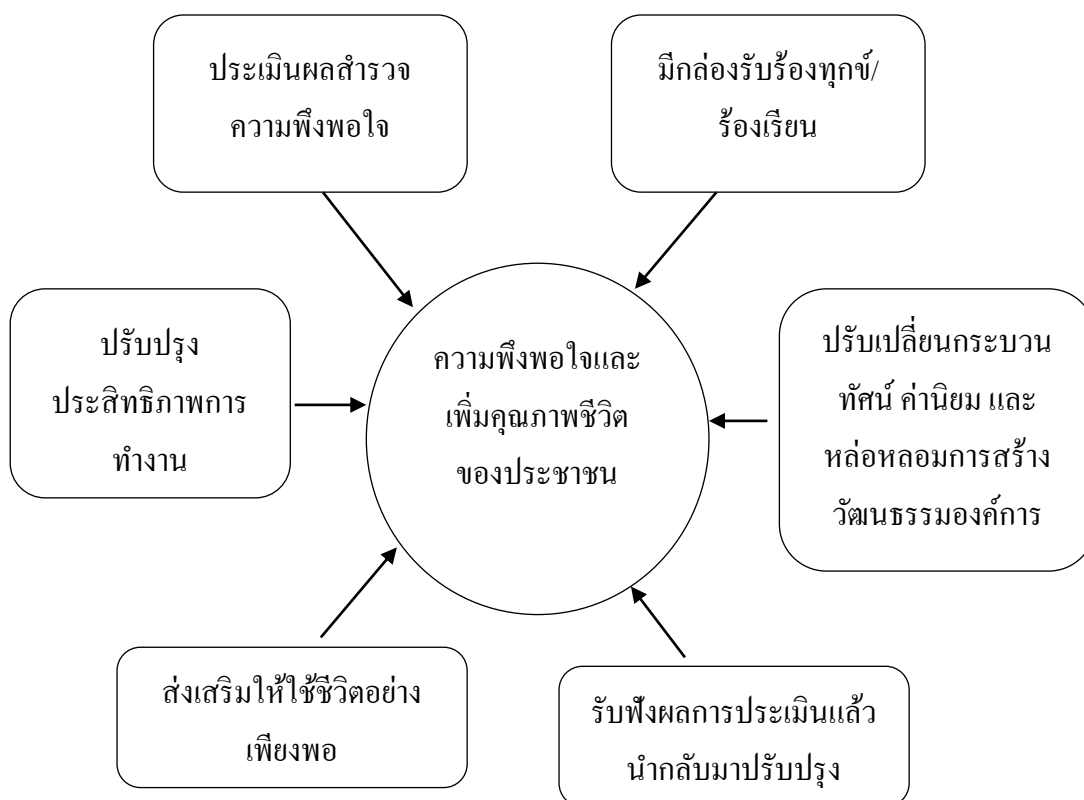 ประเมินผลสำรวจ
ความพึงพอใจ
มีกล่องรับร้องทุกข์/
ร้องเรียน
ปรับปรุง
ประสิทธิภาพการ
ทำงาน
ความพึงพอใจและ
เพิ่มคุณภาพชีวิต
ของประชาชน
ปรับเปลี่ยนกระบวน
ทัศน์ ค่านิยม และ
หล่อหลอมการสร้าง
วัฒนธรรมองค์การ
ส่งเสริมให้ใช้ชีวิตอย่าง
เพียงพอ
รับฟังผลการประเมินแล้ว
นำกลับมาปรับปรุง